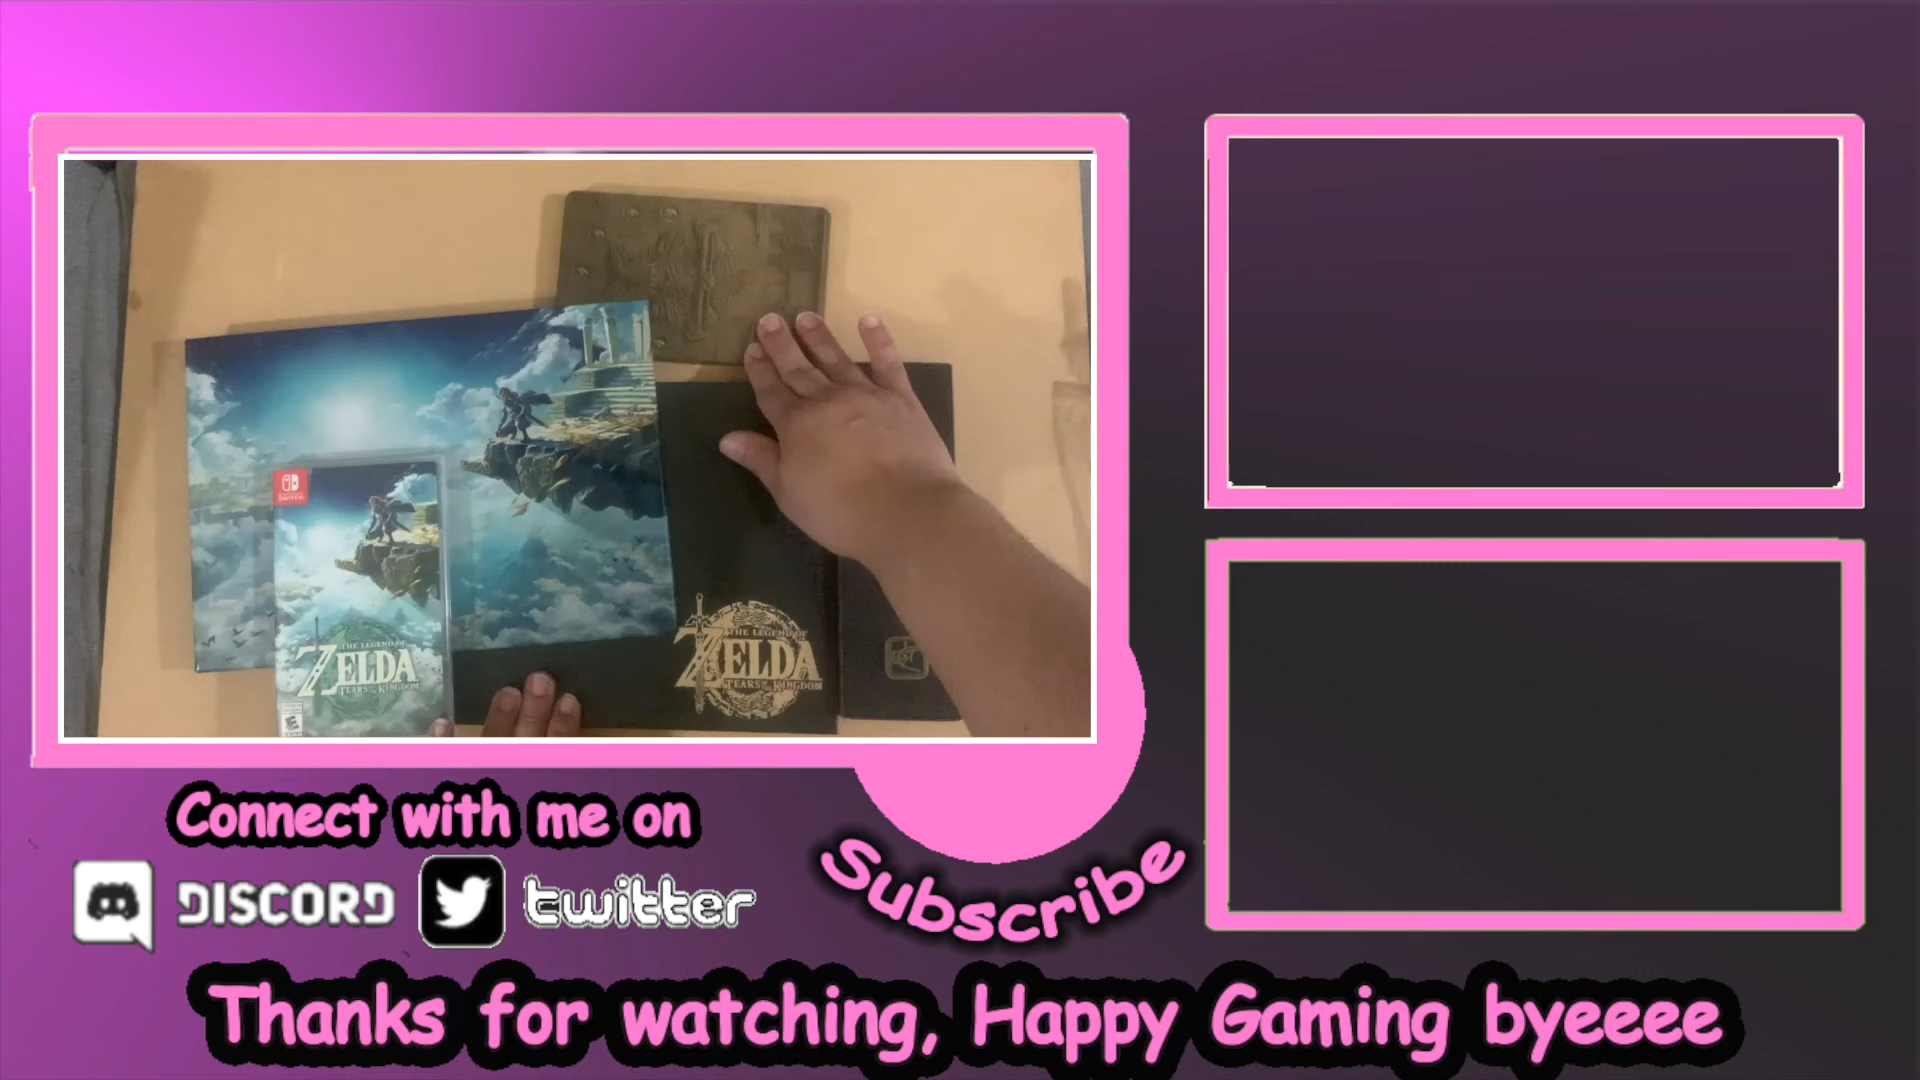 SWITCH
THE LEGEND OF
ZELDA
TEARS OF THE KINGDOM
E
THE LEGEND OF
ZELDA
TEARS OF THE KINGDOM
Connect with me on
DISCORD
twitter
Subscribe
Thanks for watching, Happy Gaming byeeee